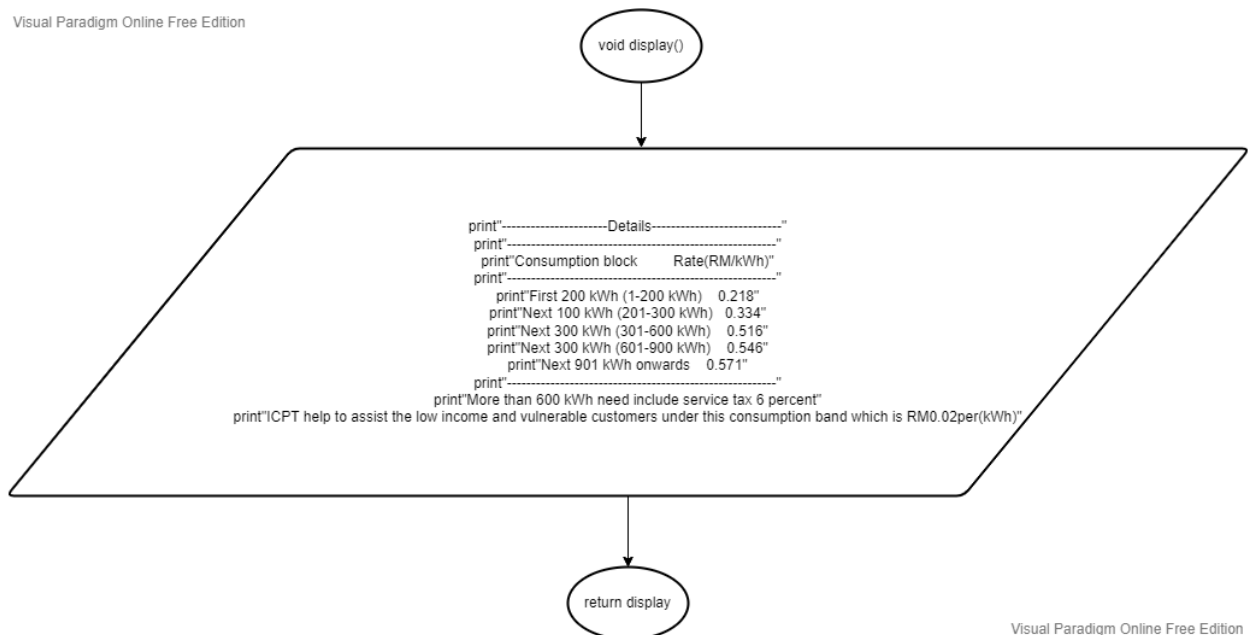 Visual Paradigm Online Free Edition
void display()
print"----------------------Details---------------------------"
print"--------------------------------------------------------"
print"Consumption block Rate(RM/kWh)"
print"--------------------------------------------------------"
print"First 200 kWh (1-200 kWh) 0.218"
print"Next 100 kWh (201-300 kWh) 0.334"
print"Next 300 kWh (301-600 kWh) 0.516"
print"Next 300 kWh (601-900 kWh) 0.546"
print"Next 901 kWh onwards 0.571"
print"--------------------------------------------------------"
print"More than 600 kWh need include service tax 6 percent"
print"ICPT help to assist the low income and vulnerable customers under this consumption band which is RM0.02per(kWh)"
return display
Visual Paradigm Online Free Edition